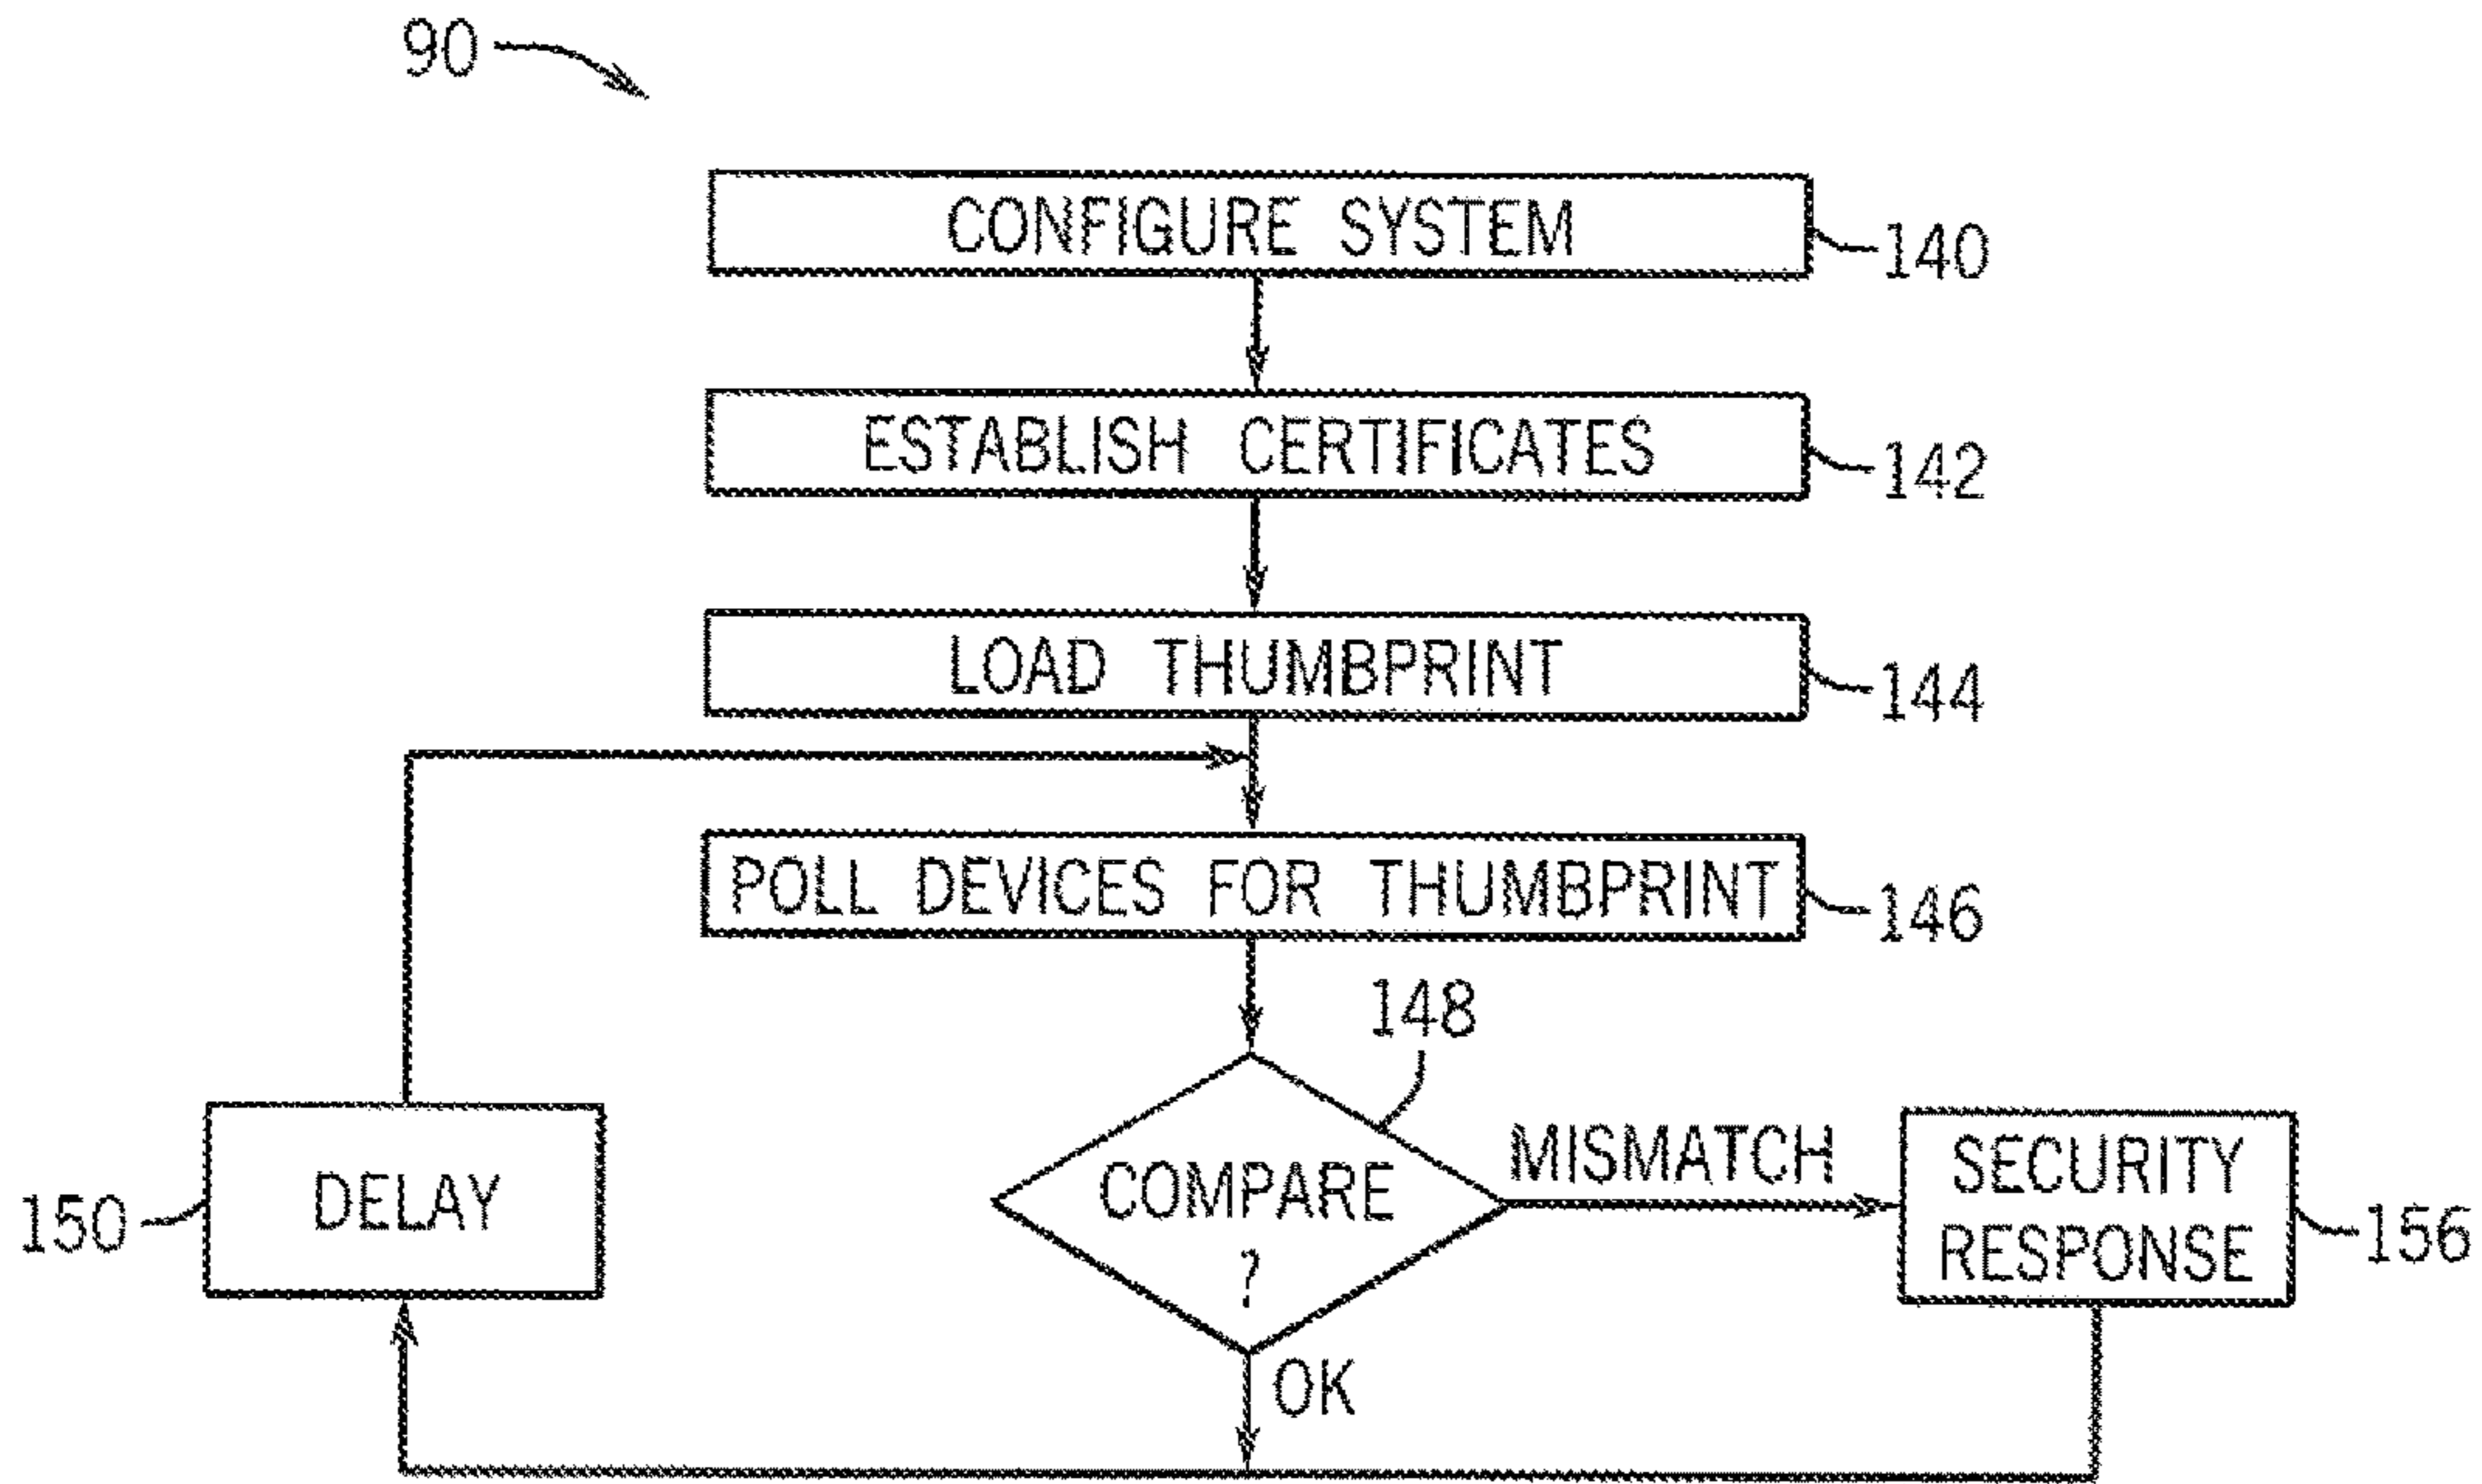 90
CONFIGURE SYSTEM
140
ESTABLISH CERTIFICATES
142
LOAD THUMBPRINT
144
POLL DEVICES FOR THUMBPRINT
146
148
COMPARE
?
MISMATCH
SECURITY
RESPONSE
156
DELAY
150
OK